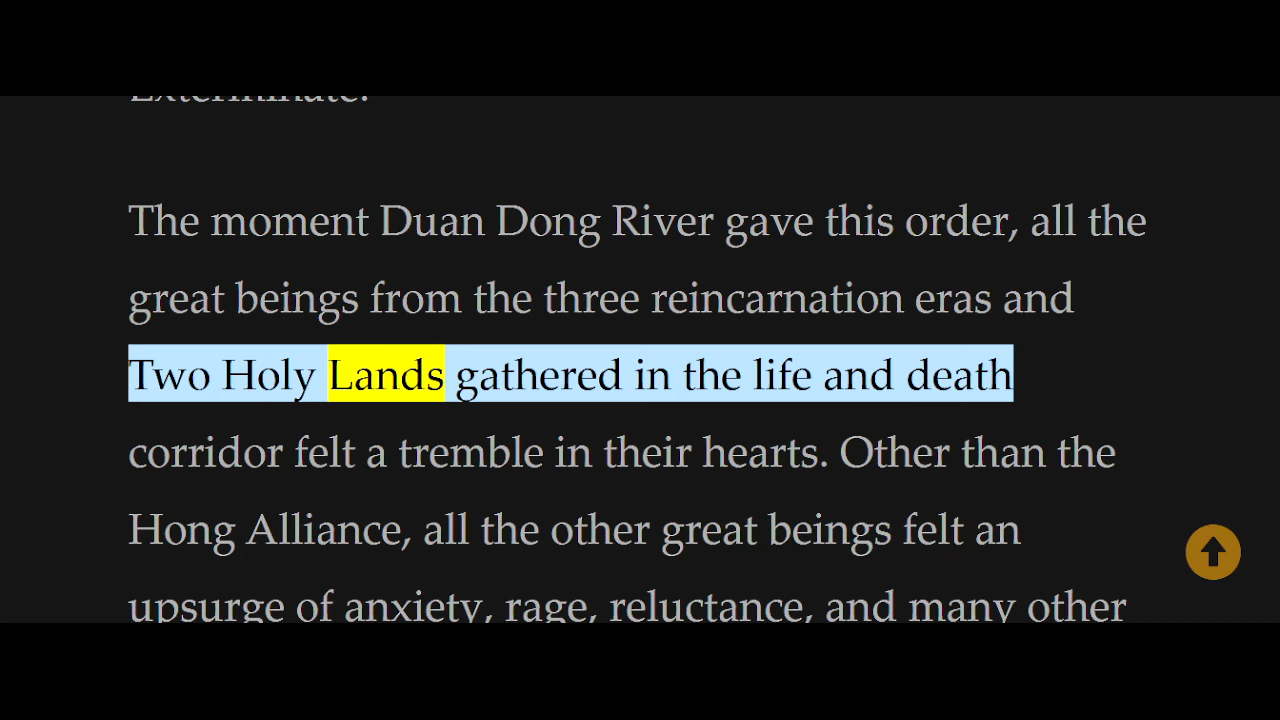 Exterminate.
The moment Duan Dong River gave this order, all the
great beings from the three reincarnation eras and
Two Holy Lands gathered in the life and death
corridor felt a tremble in their hearts. Other than the
Hong Alliance, all the other great beings felt an
upsurge of anxiety, rage, reluctance, and many other